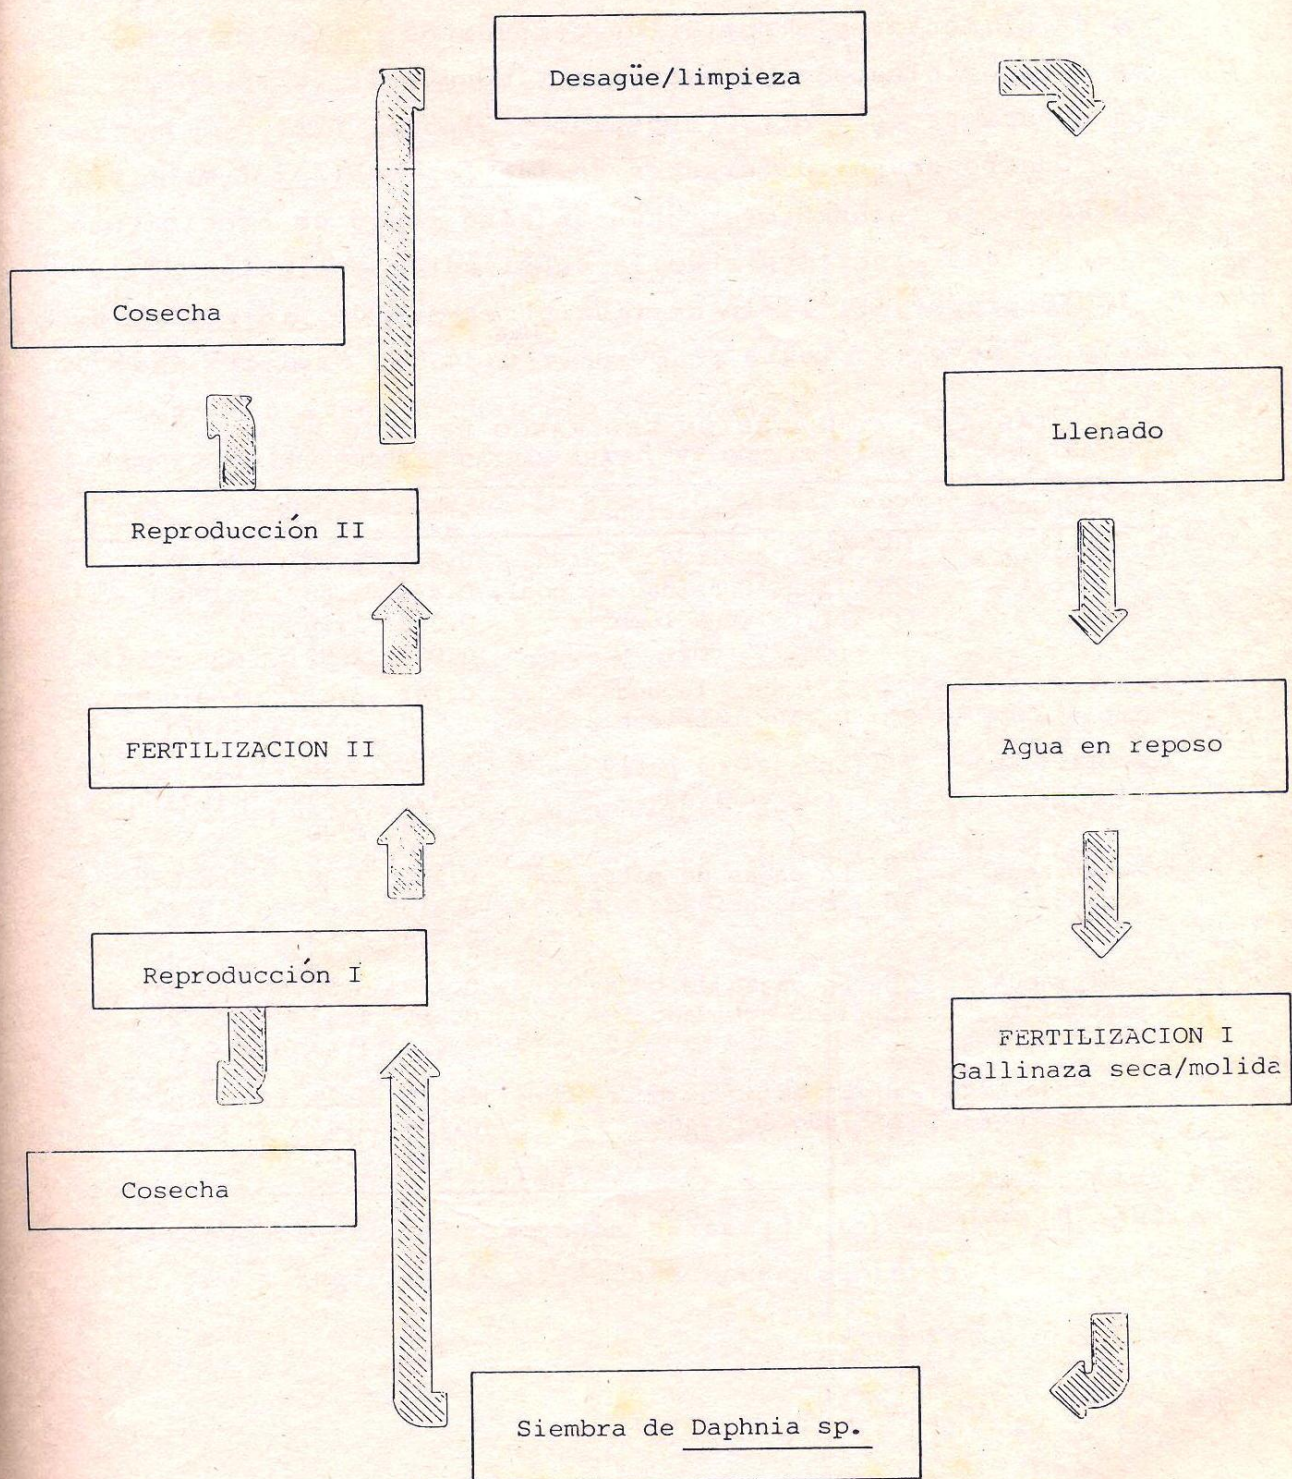 Desagüe/limpieza
Cosecha
Llenado
Reproducción II
FERTILIZACION II
Agua en reposo
Reproducción I
FERTILIZACION I
Gallinaza seca/molida
Cosecha
Siembra de Daphnia sp.